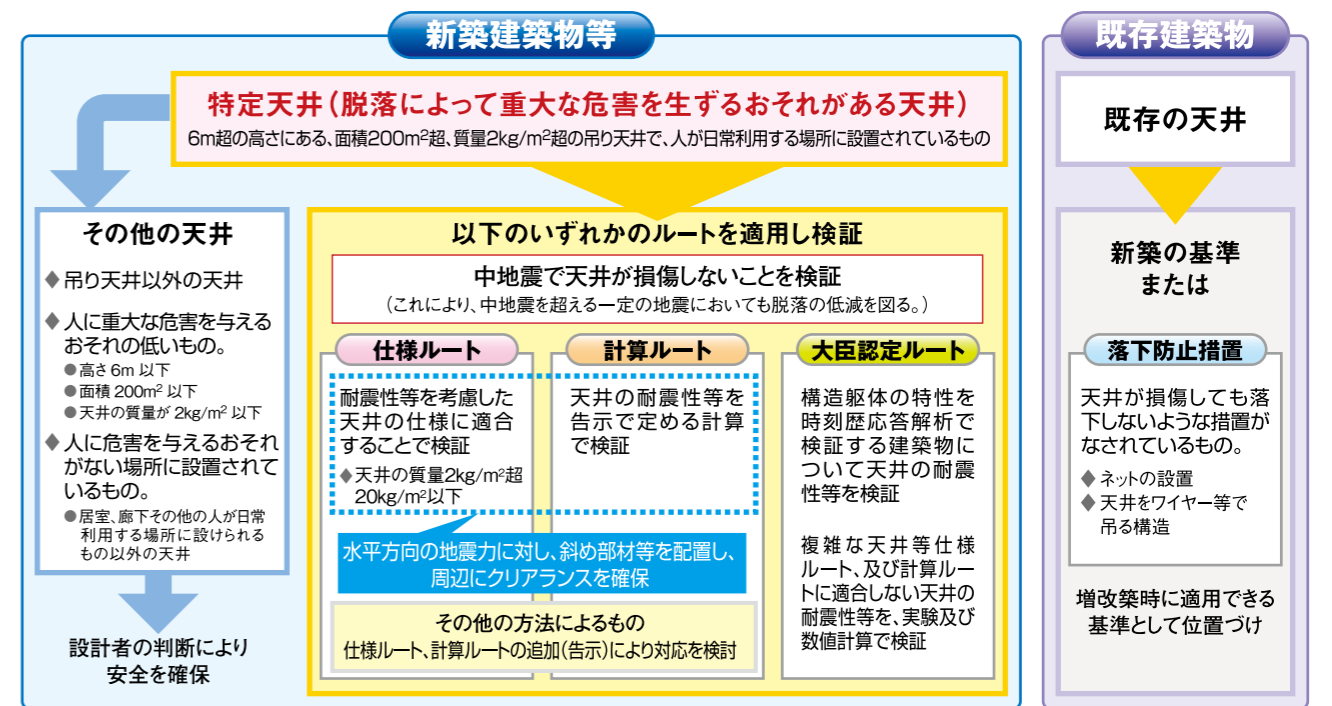 新築建築物等
特定天井(脱落によって重大な危害を生ずるおそれがある天井)
6m超の高さにある、面積200m²超、質量2kg/m²超の吊り天井で、人が日常利用する場所に設置されているもの
その他の天井
◆吊り天井以外の天井
◆人に重大な危害を与える
おそれの低いもの。
●高さ 6m 以下
●面積 200m² 以下
●天井の質量が 2kg/m² 以下
◆人に危害を与えるおそれ
がない場所に設置されて
いるもの。
●居室、廊下その他の人が日常
利用する場所に設けられる
もの以外の天井
設計者の判断により
安全を確保
以下のいずれかのルートを適用し検証
中地震で天井が損傷しないことを検証
(これにより、中地震を超える一定の地震においても脱落の低減を図る。)
仕様ルート
耐震性等を考慮した
天井の仕様に適合
することで検証
◆天井の質量2kg/m²超
20kg/m²以下
計算ルート
天井の耐震性等を
告示で定める計算
で検証
水平方向の地震力に対し、斜め部材等を配置し、
周辺にクリアランスを確保
その他の方法によるもの
仕様ルート、計算ルートの追加(告示)により対応を検討
大臣認定ルート
構造躯体の特性を
時刻歴応答解析で
検証する建築物に
ついて天井の耐震
性等を検証
複雑な天井等仕様
ルート、及び計算ルー
トに適合しない天井の
耐震性等を、実験及び
数値計算で検証
既存建築物
既存の天井
新築の基準
または
落下防止措置
天井が損傷しても落
下しないような措置が
なされているもの。
◆ネットの設置
◆天井をワイヤー等で
吊る構造
増改築時に適用できる
基準として位置づけ